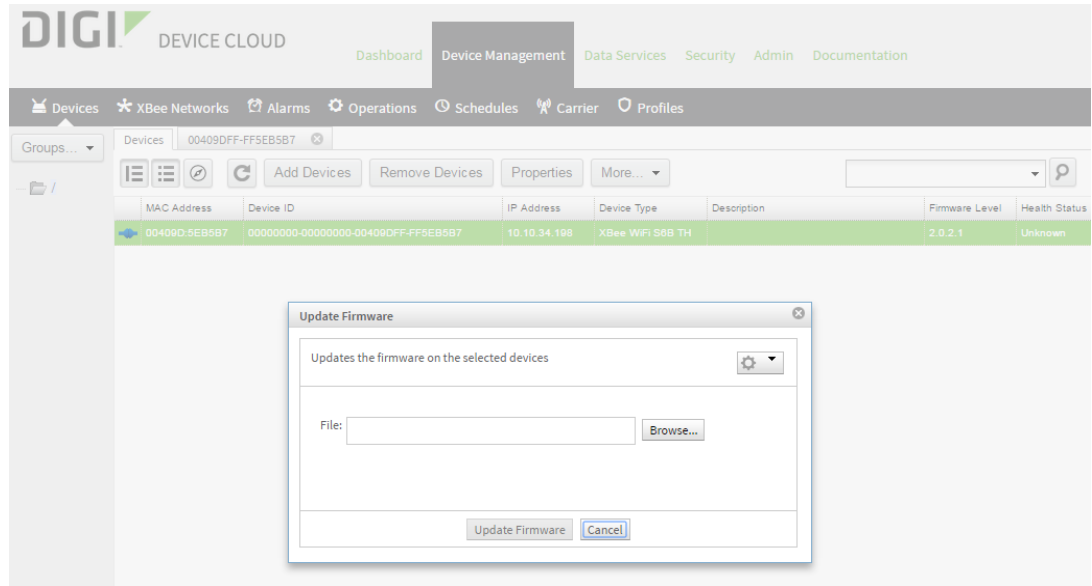 DIGI DEVICE CLOUD
Dashboard Device Management Data Services Security Admin Documentation
Devices XBee Networks Alarms Operations Schedules Carrier Profiles
Groups...
Devices 00409DFF-FF5EB5B7
Add Devices Remove Devices Properties More...
/
MAC Address Device ID IP Address Device Type Description Firmware Level Health Status
00409D:5EB5B7 00000000-00000000-00409DFF-FF5EB5B7 10.10.34.198 XBee WiFi S6B TH 2.0.2.1 Unknown
Update Firmware
Updates the firmware on the selected devices
File: Browse...
Update Firmware Cancel